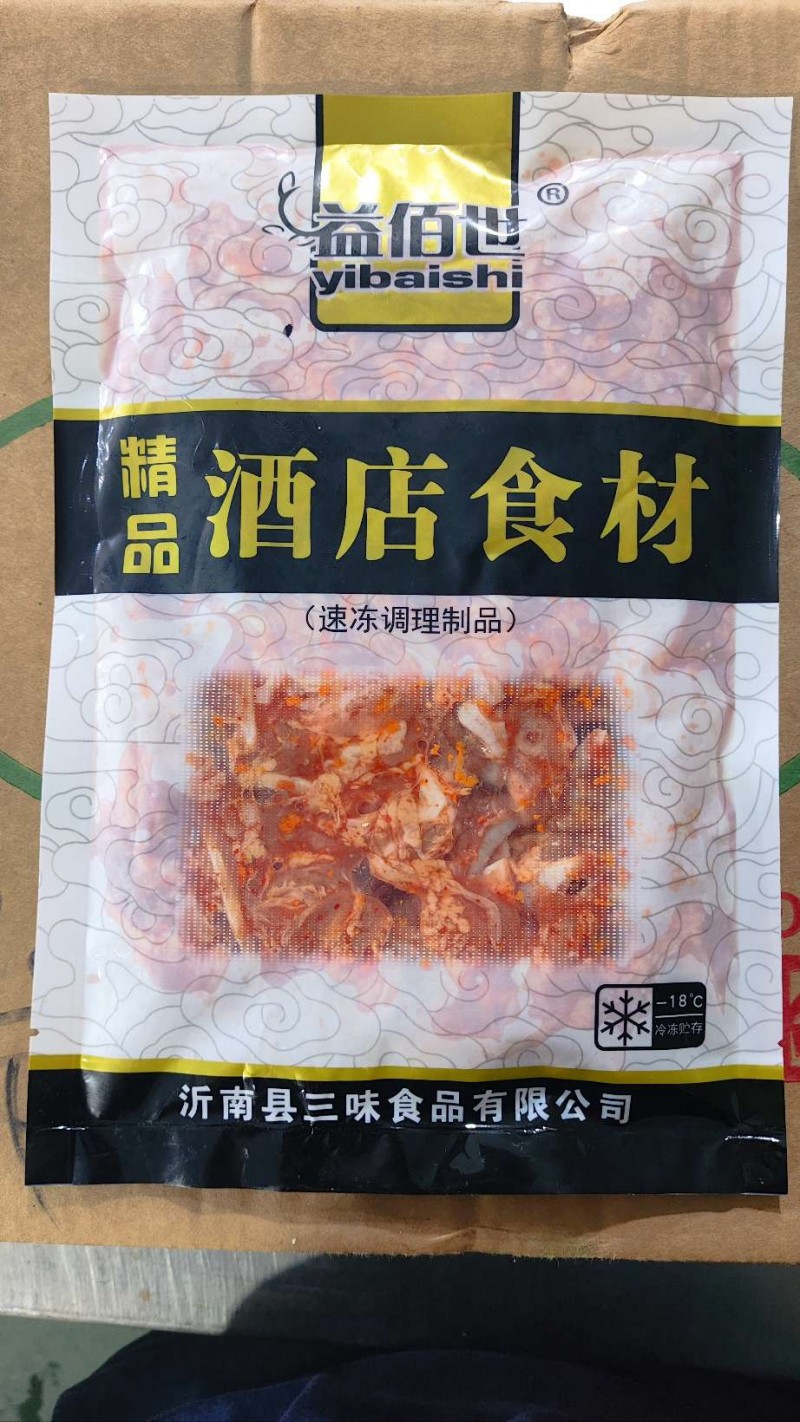 益佰世®
yibaishi
精品 酒店食材
（速冻调理制品）
-18℃
冷冻贮存
沂南县三味食品有限公司